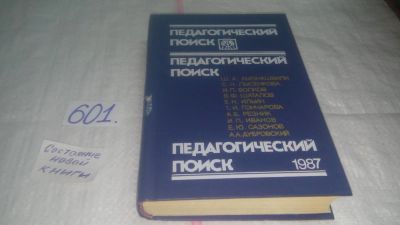 ПЕДАГОГИЧЕСКИЙ
ПОИСК
ПЕДАГОГИЧЕСКИЙ
ПОИСК
Ш. А. АМОНАШВИЛИ
С. Н. ЛЫСЕНКОВА
И. П. ВОЛКОВ
В. Ф. ШАТАЛОВ
Е. Н. ИЛЬИН
Т. И. ГОНЧАРОВА
К. Б. РЕЗНИК
И. П. ИВАНОВ
Е. Ю. САЗОНОВ
А. А. ДУБРОВСКИЙ
ПЕДАГОГИЧЕСКИЙ
ПОИСК 1987
601.
Состояние
новой
книги